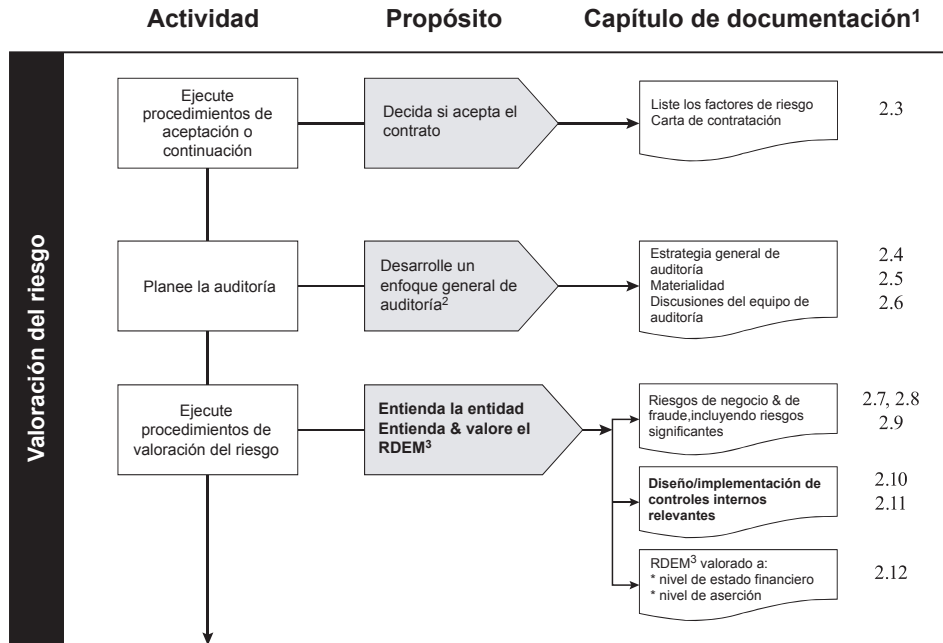 Actividad
Propósito
Capítulo de documentación¹
Valoración del riesgo
Ejecute
procedimientos de
aceptación o
continuación
Decida si acepta el
contrato
Liste los factores de riesgo
Carta de contratación
2.3
Planee la auditoría
Desarrolle un
enfoque general de
auditoría²
Estrategia general de
auditoría
Materialidad
Discusiones del equipo de
auditoría
2.4
2.5
2.6
Ejecute
procedimientos de
valoración del riesgo
Entienda la entidad
Entienda & valore el
RDEM³
Riesgos de negocio & de
fraude,incluyendo riesgos
significantes
2.7, 2.8
2.9
Diseño/implementación de
controles internos
relevantes
2.10
2.11
RDEM³ valorado a:
* nivel de estado financiero
* nivel de aserción
2.12